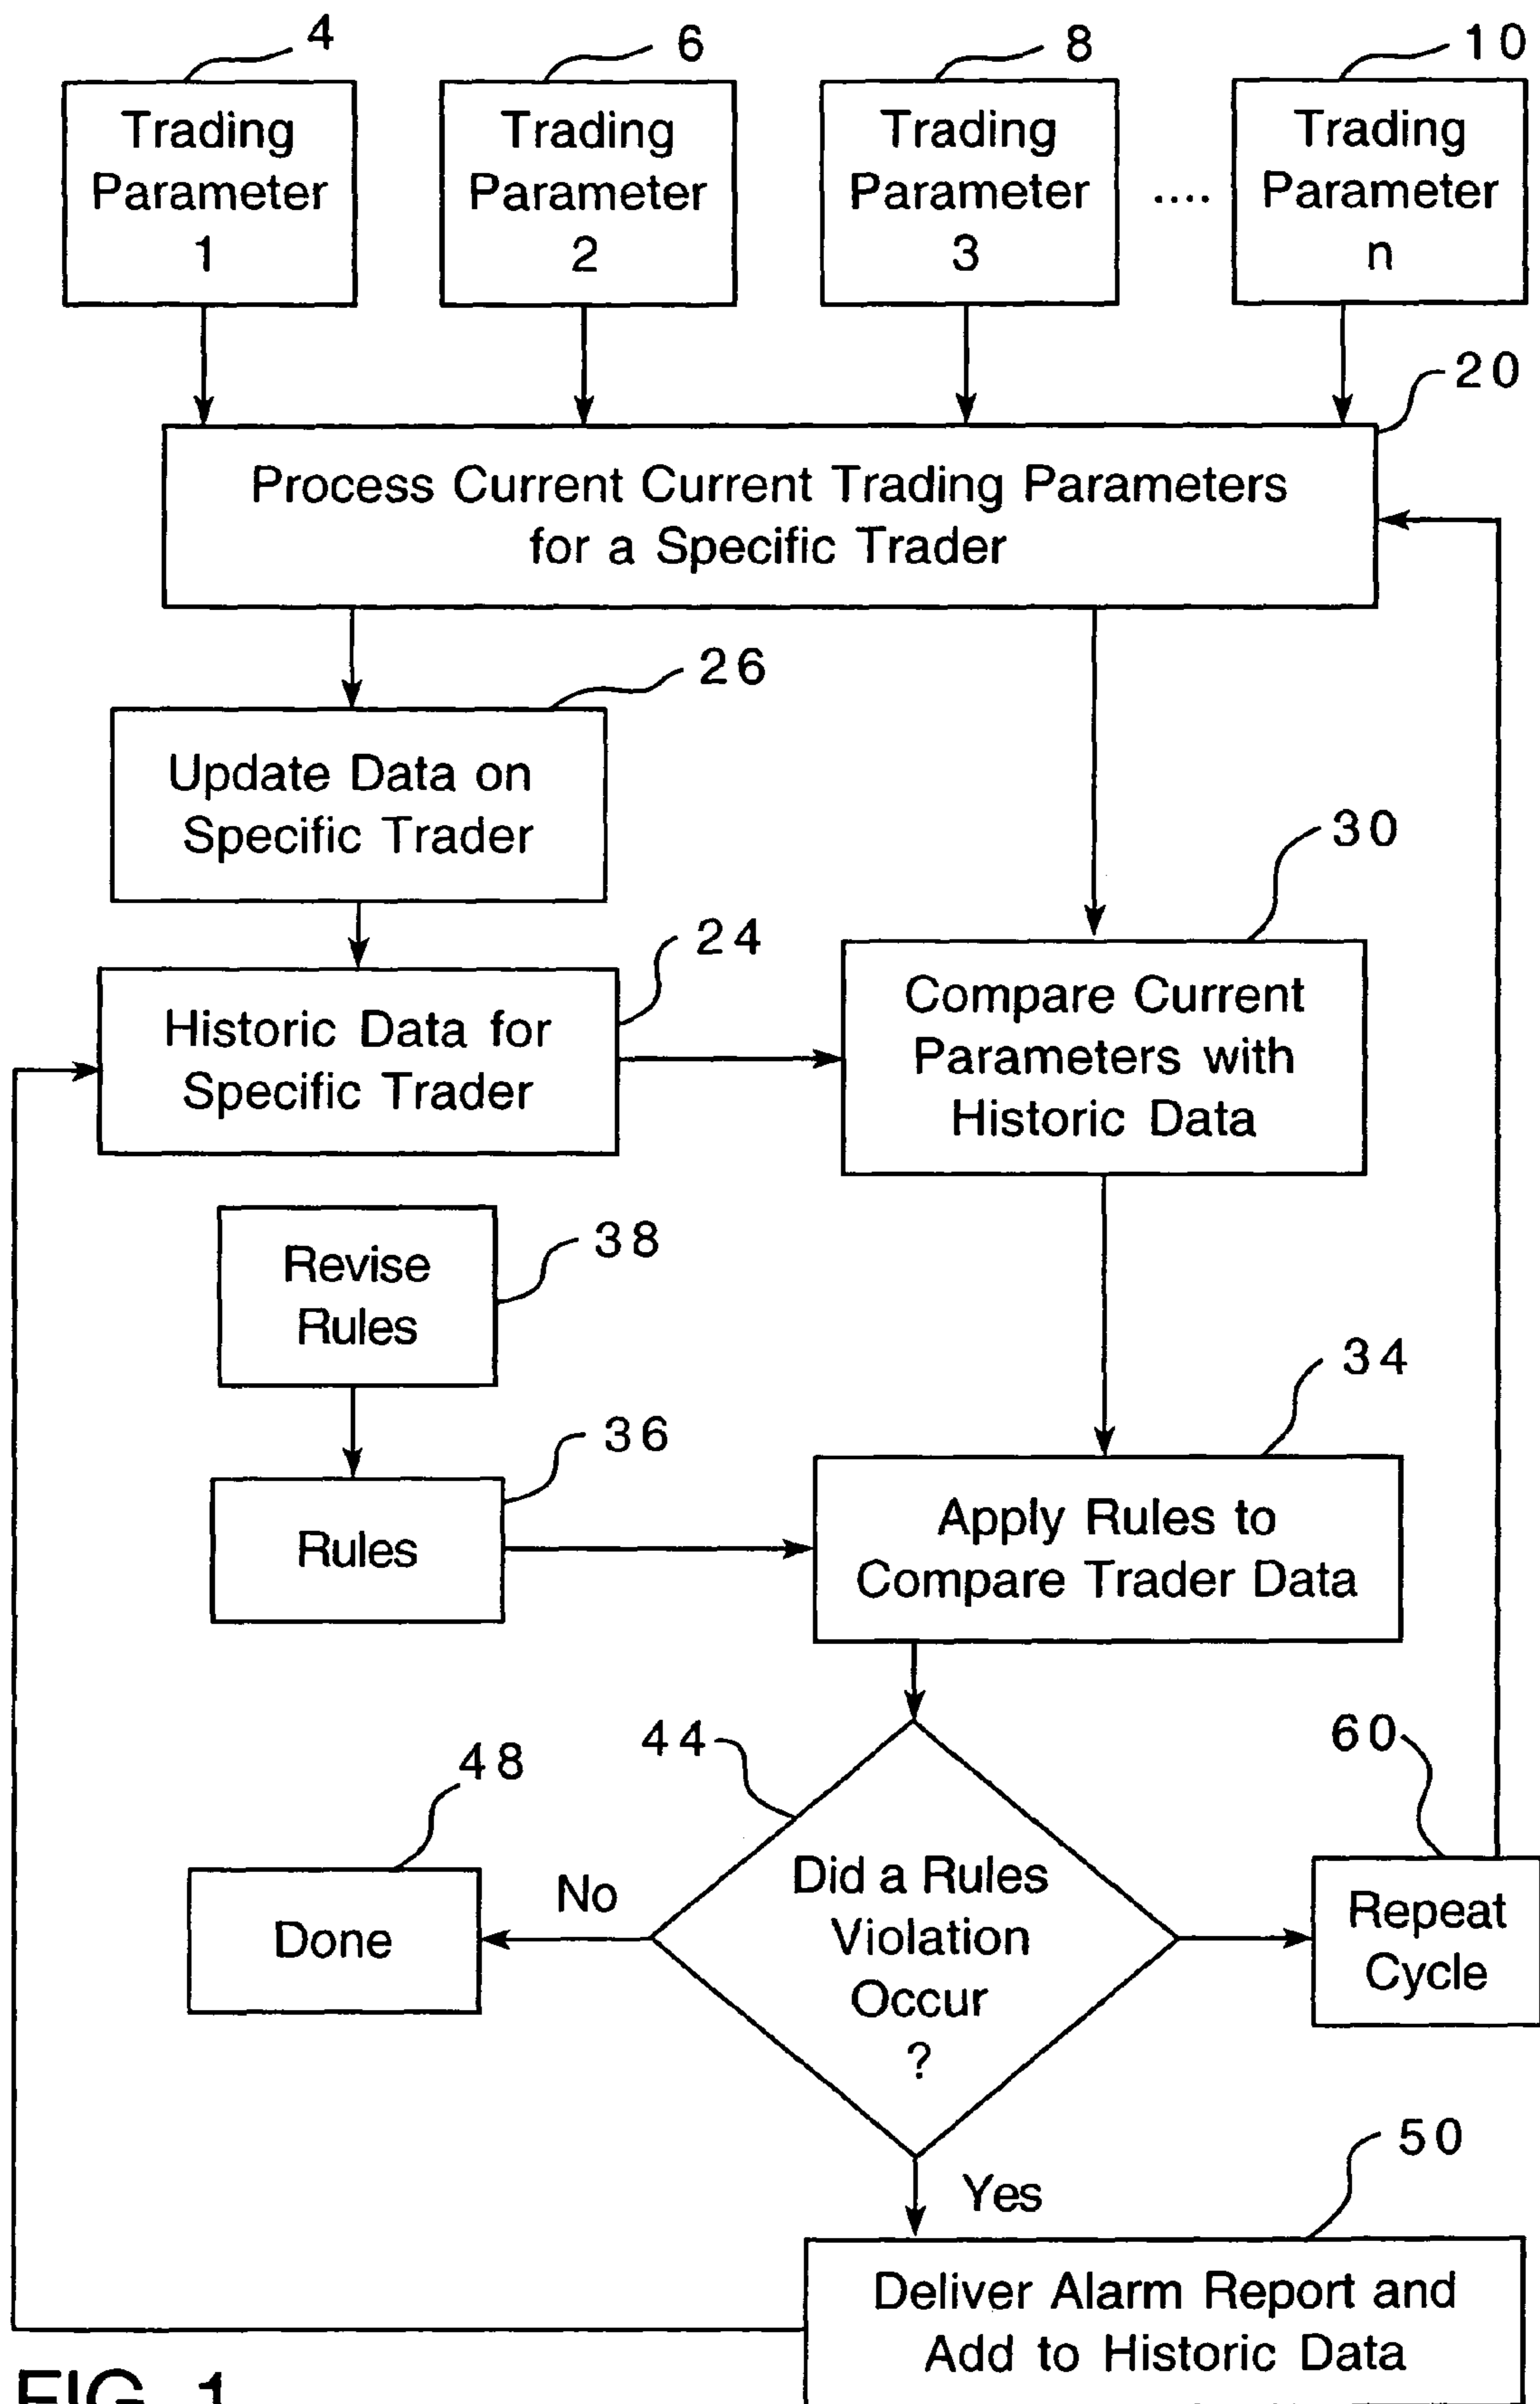 4
6
8
10
Trading
Parameter
1
Trading
Parameter
2
Trading
Parameter
3
....
Trading
Parameter
n
20
Process Current Current Trading Parameters
for a Specific Trader
26
Update Data on
Specific Trader
30
24
Historic Data for
Specific Trader
Compare Current
Parameters with
Historic Data
38
Revise
Rules
34
36
Rules
Apply Rules to
Compare Trader Data
44
60
48
Done
No
Did a Rules
Violation
Occur
?
Repeat
Cycle
50
Yes
Deliver Alarm Report and
Add to Historic Data
FIG. 1